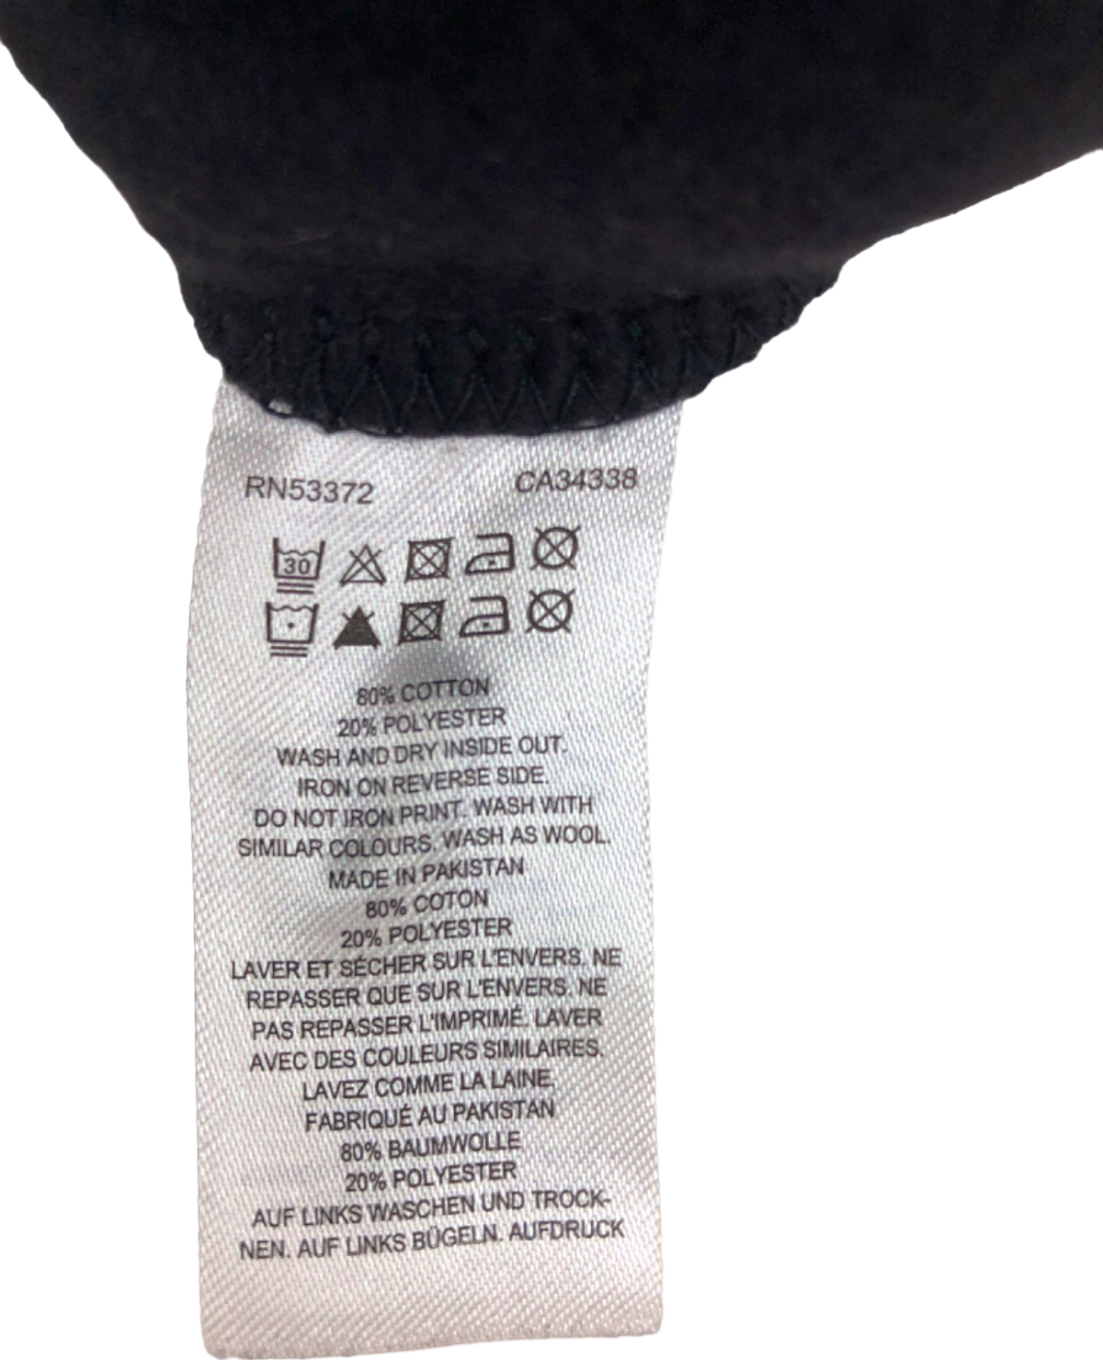 RN53372 CA34338
30
80% COTTON
20% POLYESTER
WASH AND DRY INSIDE OUT.
IRON ON REVERSE SIDE.
DO NOT IRON PRINT. WASH WITH
SIMILAR COLOURS. WASH AS WOOL.
MADE IN PAKISTAN
80% COTON
20% POLYESTER
LAVER ET SÉCHER SUR L'ENVERS. NE
REPASSER QUE SUR L'ENVERS. NE
PAS REPASSER L'IMPRIMÉ. LAVER
AVEC DES COULEURS SIMILAIRES.
LAVEZ COMME LA LAINE.
FABRIQUÉ AU PAKISTAN
80% BAUMWOLLE
20% POLYESTER
AUF LINKS WASCHEN UND TROCK-
NEN. AUF LINKS BÜGELN. AUFDRUCK